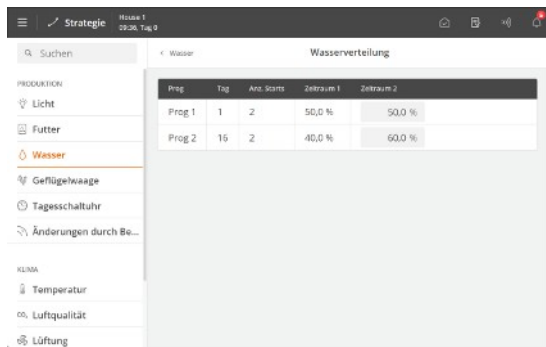 Strategie
House 1
09:36, Tag 0
Suchen
PRODUKTION
Licht
Futter
Wasser
Geflügelwaage
Tagesschaltuhr
Änderungen durch Be...
KLIMA
Temperatur
CO₂ Luftqualität
Lüftung
< Wasser
Wasserverteilung
Prog Tag Anz. Starts Zeitraum 1 Zeitraum 2
Prog 1 1 2 50,0 % 50,0 %
Prog 2 16 2 40,0 % 60,0 %